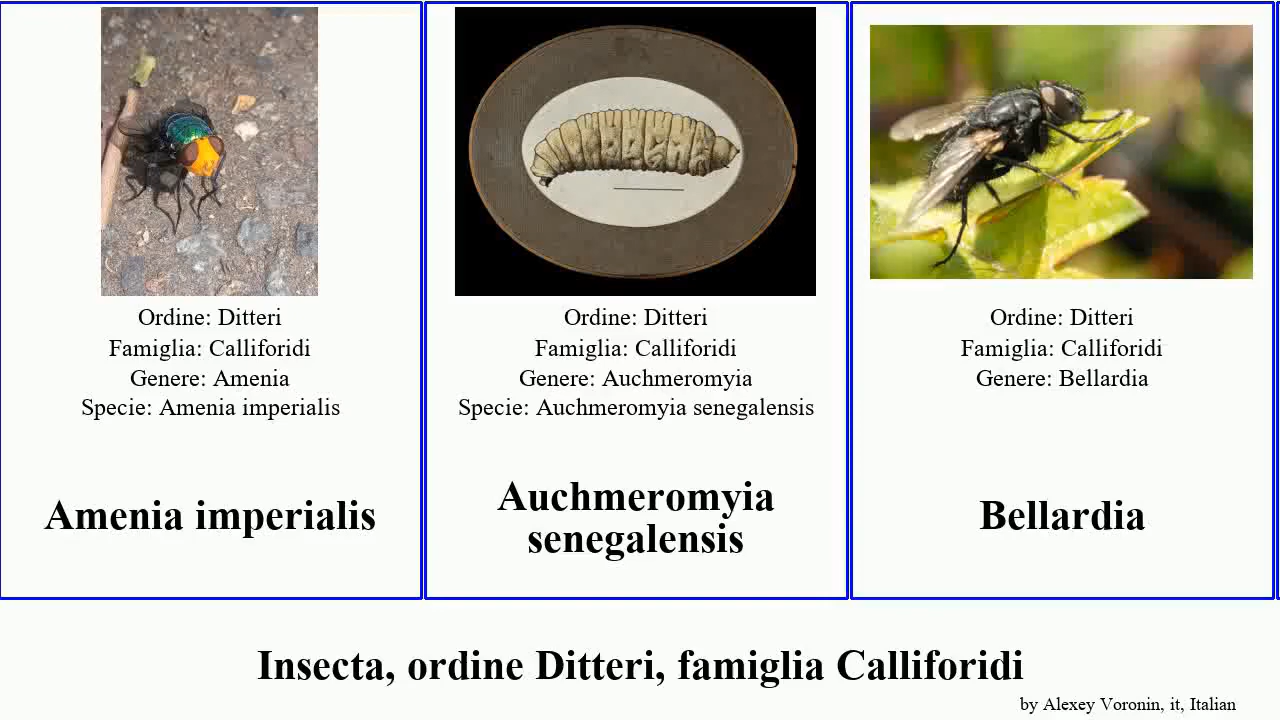 Ordine: Ditteri
Famiglia: Calliforidi
Genere: Amenia
Specie: Amenia imperialis
Amenia imperialis
Ordine: Ditteri
Famiglia: Calliforidi
Genere: Auchmeromyia
Specie: Auchmeromyia senegalensis
Auchmeromyia
senegalensis
Ordine: Ditteri
Famiglia: Calliforidi
Genere: Bellardia
Bellardia
Insecta, ordine Ditteri, famiglia Calliforidi
by Alexey Voronin, it, Italian